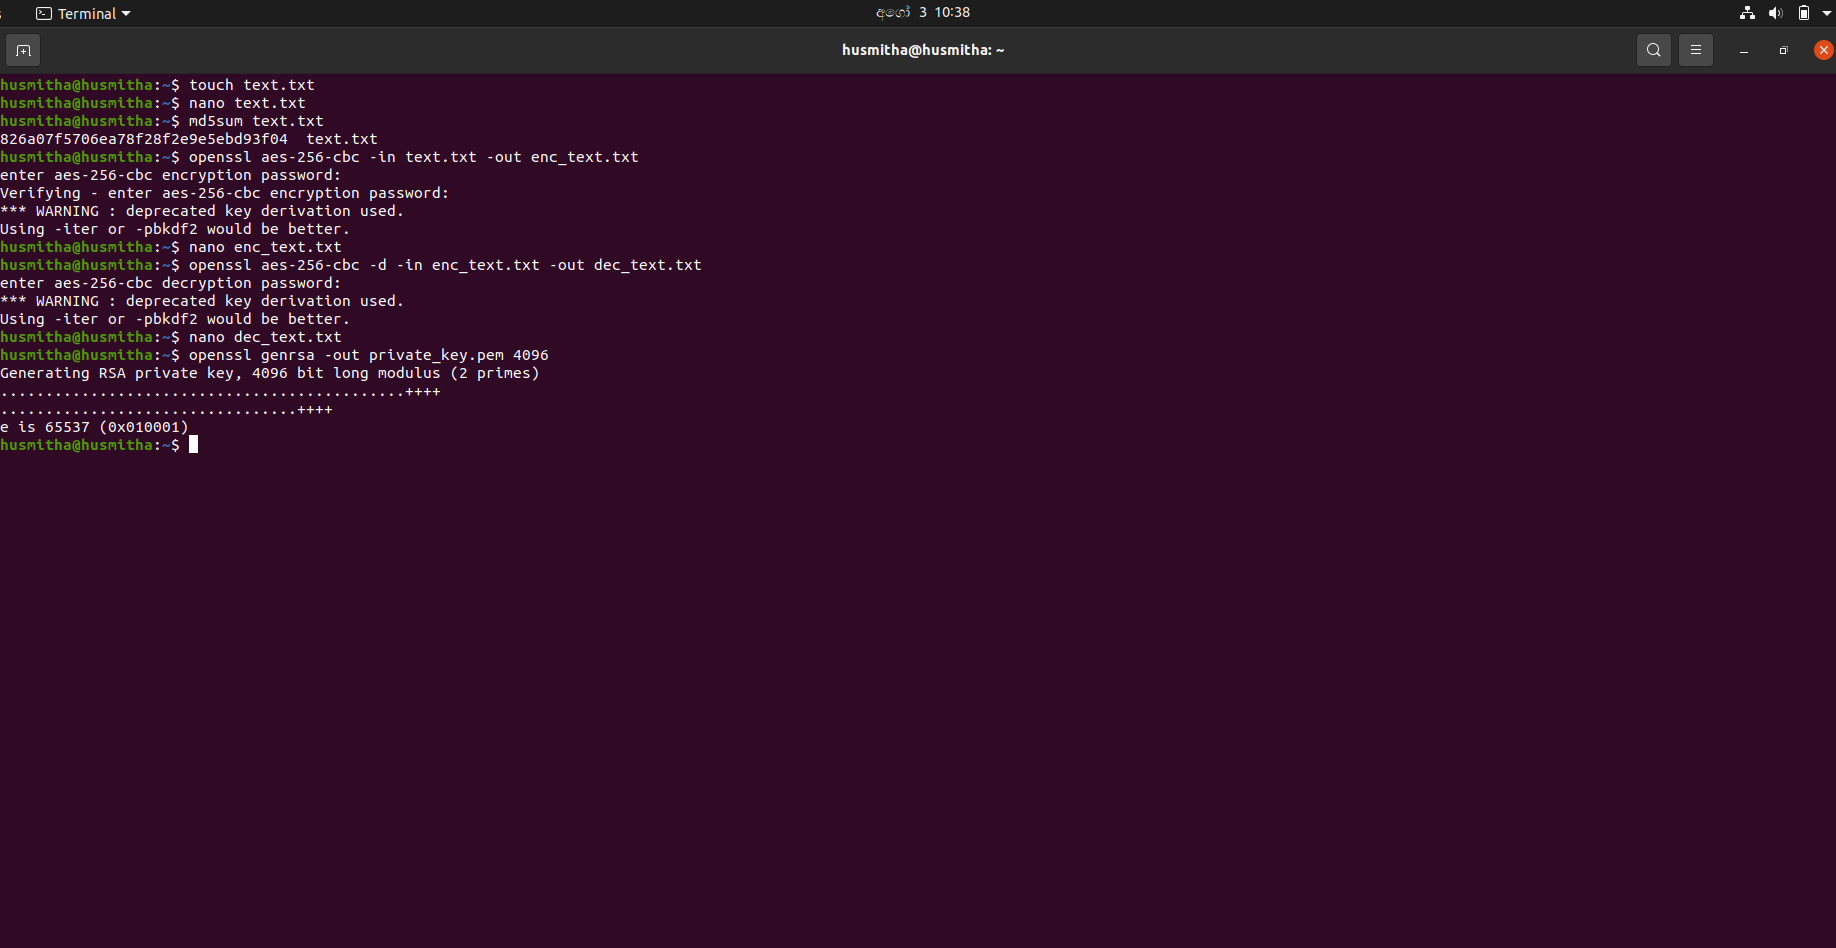 Terminal
අගෝ 3 10:38
husmitha@husmitha: ~
husmitha@husmitha:~$ touch text.txt
husmitha@husmitha:~$ nano text.txt
husmitha@husmitha:~$ md5sum text.txt
826a07f5706ea78f28f2e9e5ebd93f04  text.txt
husmitha@husmitha:~$ openssl aes-256-cbc -in text.txt -out enc_text.txt
enter aes-256-cbc encryption password:
Verifying - enter aes-256-cbc encryption password:
*** WARNING : deprecated key derivation used.
Using -iter or -pbkdf2 would be better.
husmitha@husmitha:~$ nano enc_text.txt
husmitha@husmitha:~$ openssl aes-256-cbc -d -in enc_text.txt -out dec_text.txt
enter aes-256-cbc decryption password:
*** WARNING : deprecated key derivation used.
Using -iter or -pbkdf2 would be better.
husmitha@husmitha:~$ nano dec_text.txt
husmitha@husmitha:~$ openssl genrsa -out private_key.pem 4096
Generating RSA private key, 4096 bit long modulus (2 primes)
.............................................++++
.................................++++
e is 65537 (0x010001)
husmitha@husmitha:~$